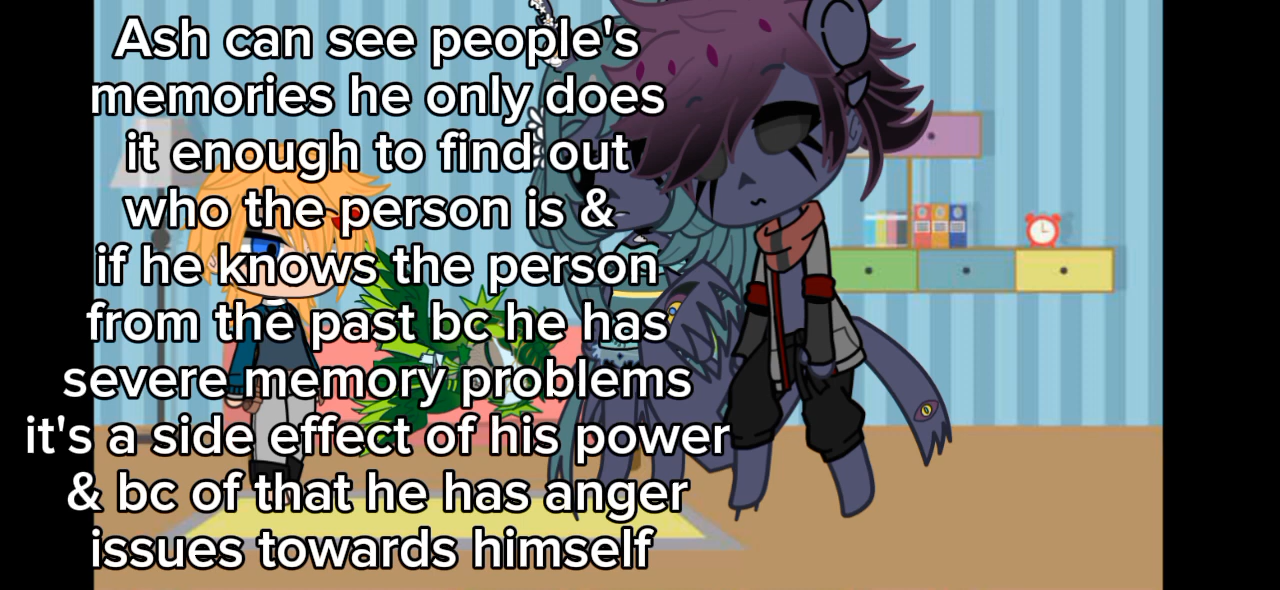 Ash can see people's
memories he only does
it enough to find out
who the person is &
if he knows the person
from the past bc he has
severe memory problems
it's a side effect of his power
& bc of that he has anger
issues towards himself